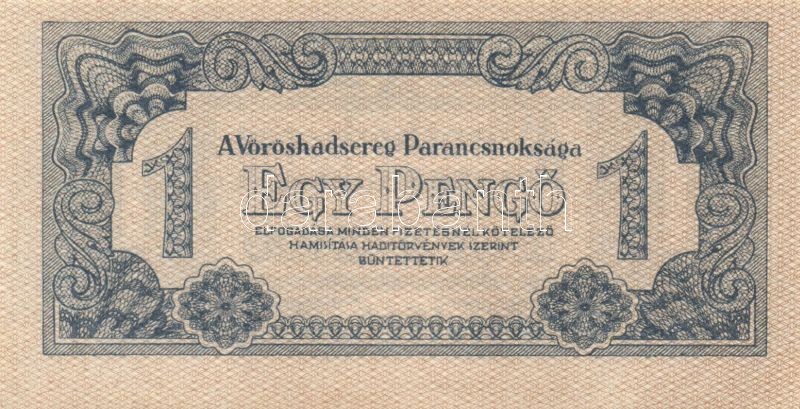 A Vöröshadsereg Parancsnoksága
1 EGY PENGŐ 1
ELFOGADÁSA MINDEN FIZETÉSNÉL KÖTELEZŐ
HAMISÍTÁSA HADITÖRVÉNYEK SZERINT
BÜNTETTETIK